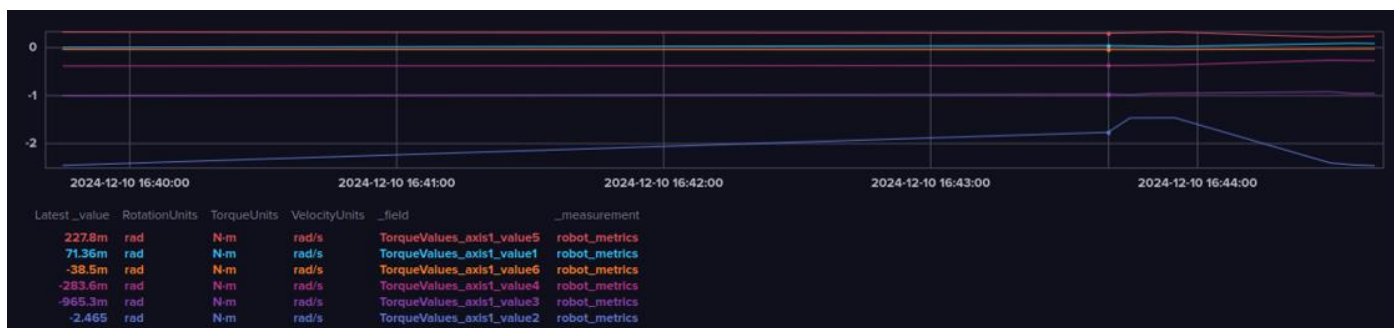 0
-1
-2
2024-12-10 16:40:00 2024-12-10 16:41:00 2024-12-10 16:42:00 2024-12-10 16:43:00 2024-12-10 16:44:00
Latest _value RotationUnits TorqueUnits VelocityUnits _field _measurement
227.8m rad N·m rad/s TorqueValues_axis1_value5 robot_metrics
71.36m rad N·m rad/s TorqueValues_axis1_value1 robot_metrics
-38.5m rad N·m rad/s TorqueValues_axis1_value6 robot_metrics
-283.6m rad N·m rad/s TorqueValues_axis1_value4 robot_metrics
-965.3m rad N·m rad/s TorqueValues_axis1_value3 robot_metrics
-2.465 rad N·m rad/s TorqueValues_axis1_value2 robot_metrics